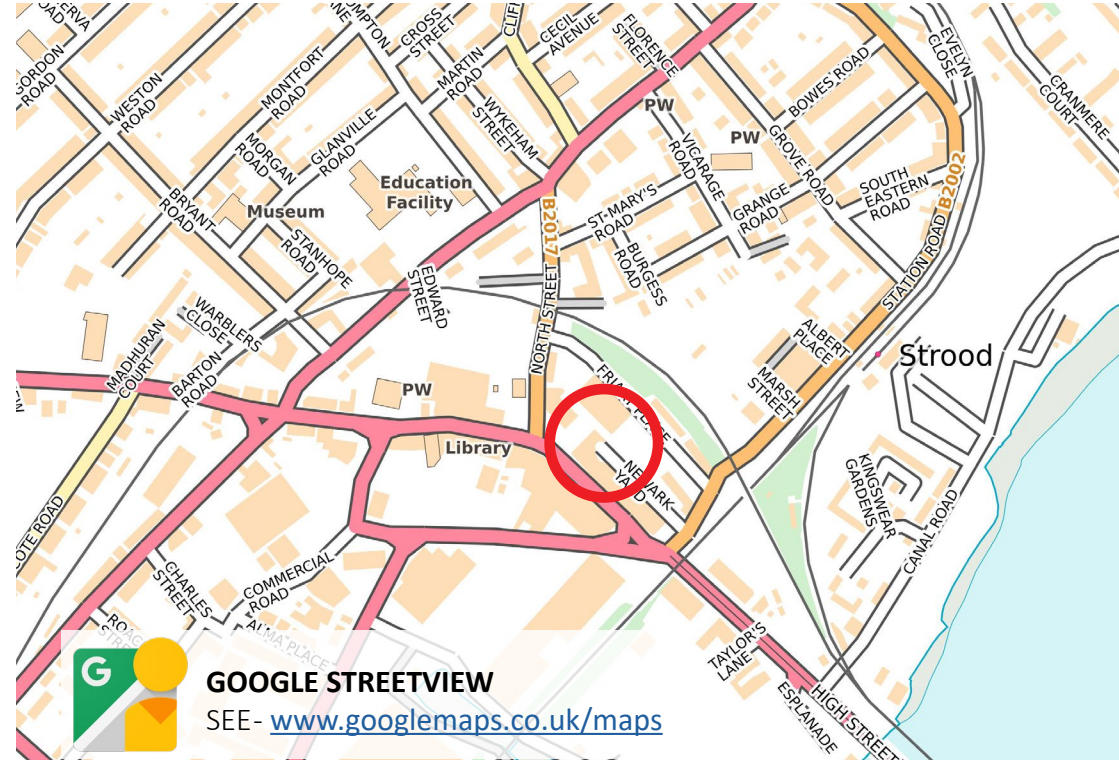 GORDON
ROAD
WESTON
ROAD
MONTFORT
ROAD
CROSS
STREET
MARTIN
ROAD
CECIL
AVENUE
FLORENCE
STREET
BOWES ROAD
EVELYN
CLOSE
CRANMERE
COURT
WYKEHAM
STREET
GLANVILLE
ROAD
MORGAN
ROAD
PW
PW
VICARAGE
ROAD
GROVE ROAD
Education
Facility
Museum
BRYANT
ROAD
STANHOPE
ROAD
B2017
ST-MARY'S
ROAD
BURGESS
ROAD
GRANGE
ROAD
SOUTH
EASTERN
ROAD
B2002
STATION ROAD
EDWARD
STREET
NORTH STREET
WARBLERS
CLOSE
MADHURAN
COURT
BARTON
ROAD
PW
Library
ALBERT
PLACE
MARSH
STREET
Strood
NEWARK
YARD
KINGSWEAR
GARDENS
CANAL ROAD
CHARLES
STREET
COMMERCIAL
ROAD
ALMA PLACE
TAYLOR'S
LANE
ESPLANADE
HIGH STREET
G
GOOGLE STREETVIEW
SEE- www.googlemaps.co.uk/maps